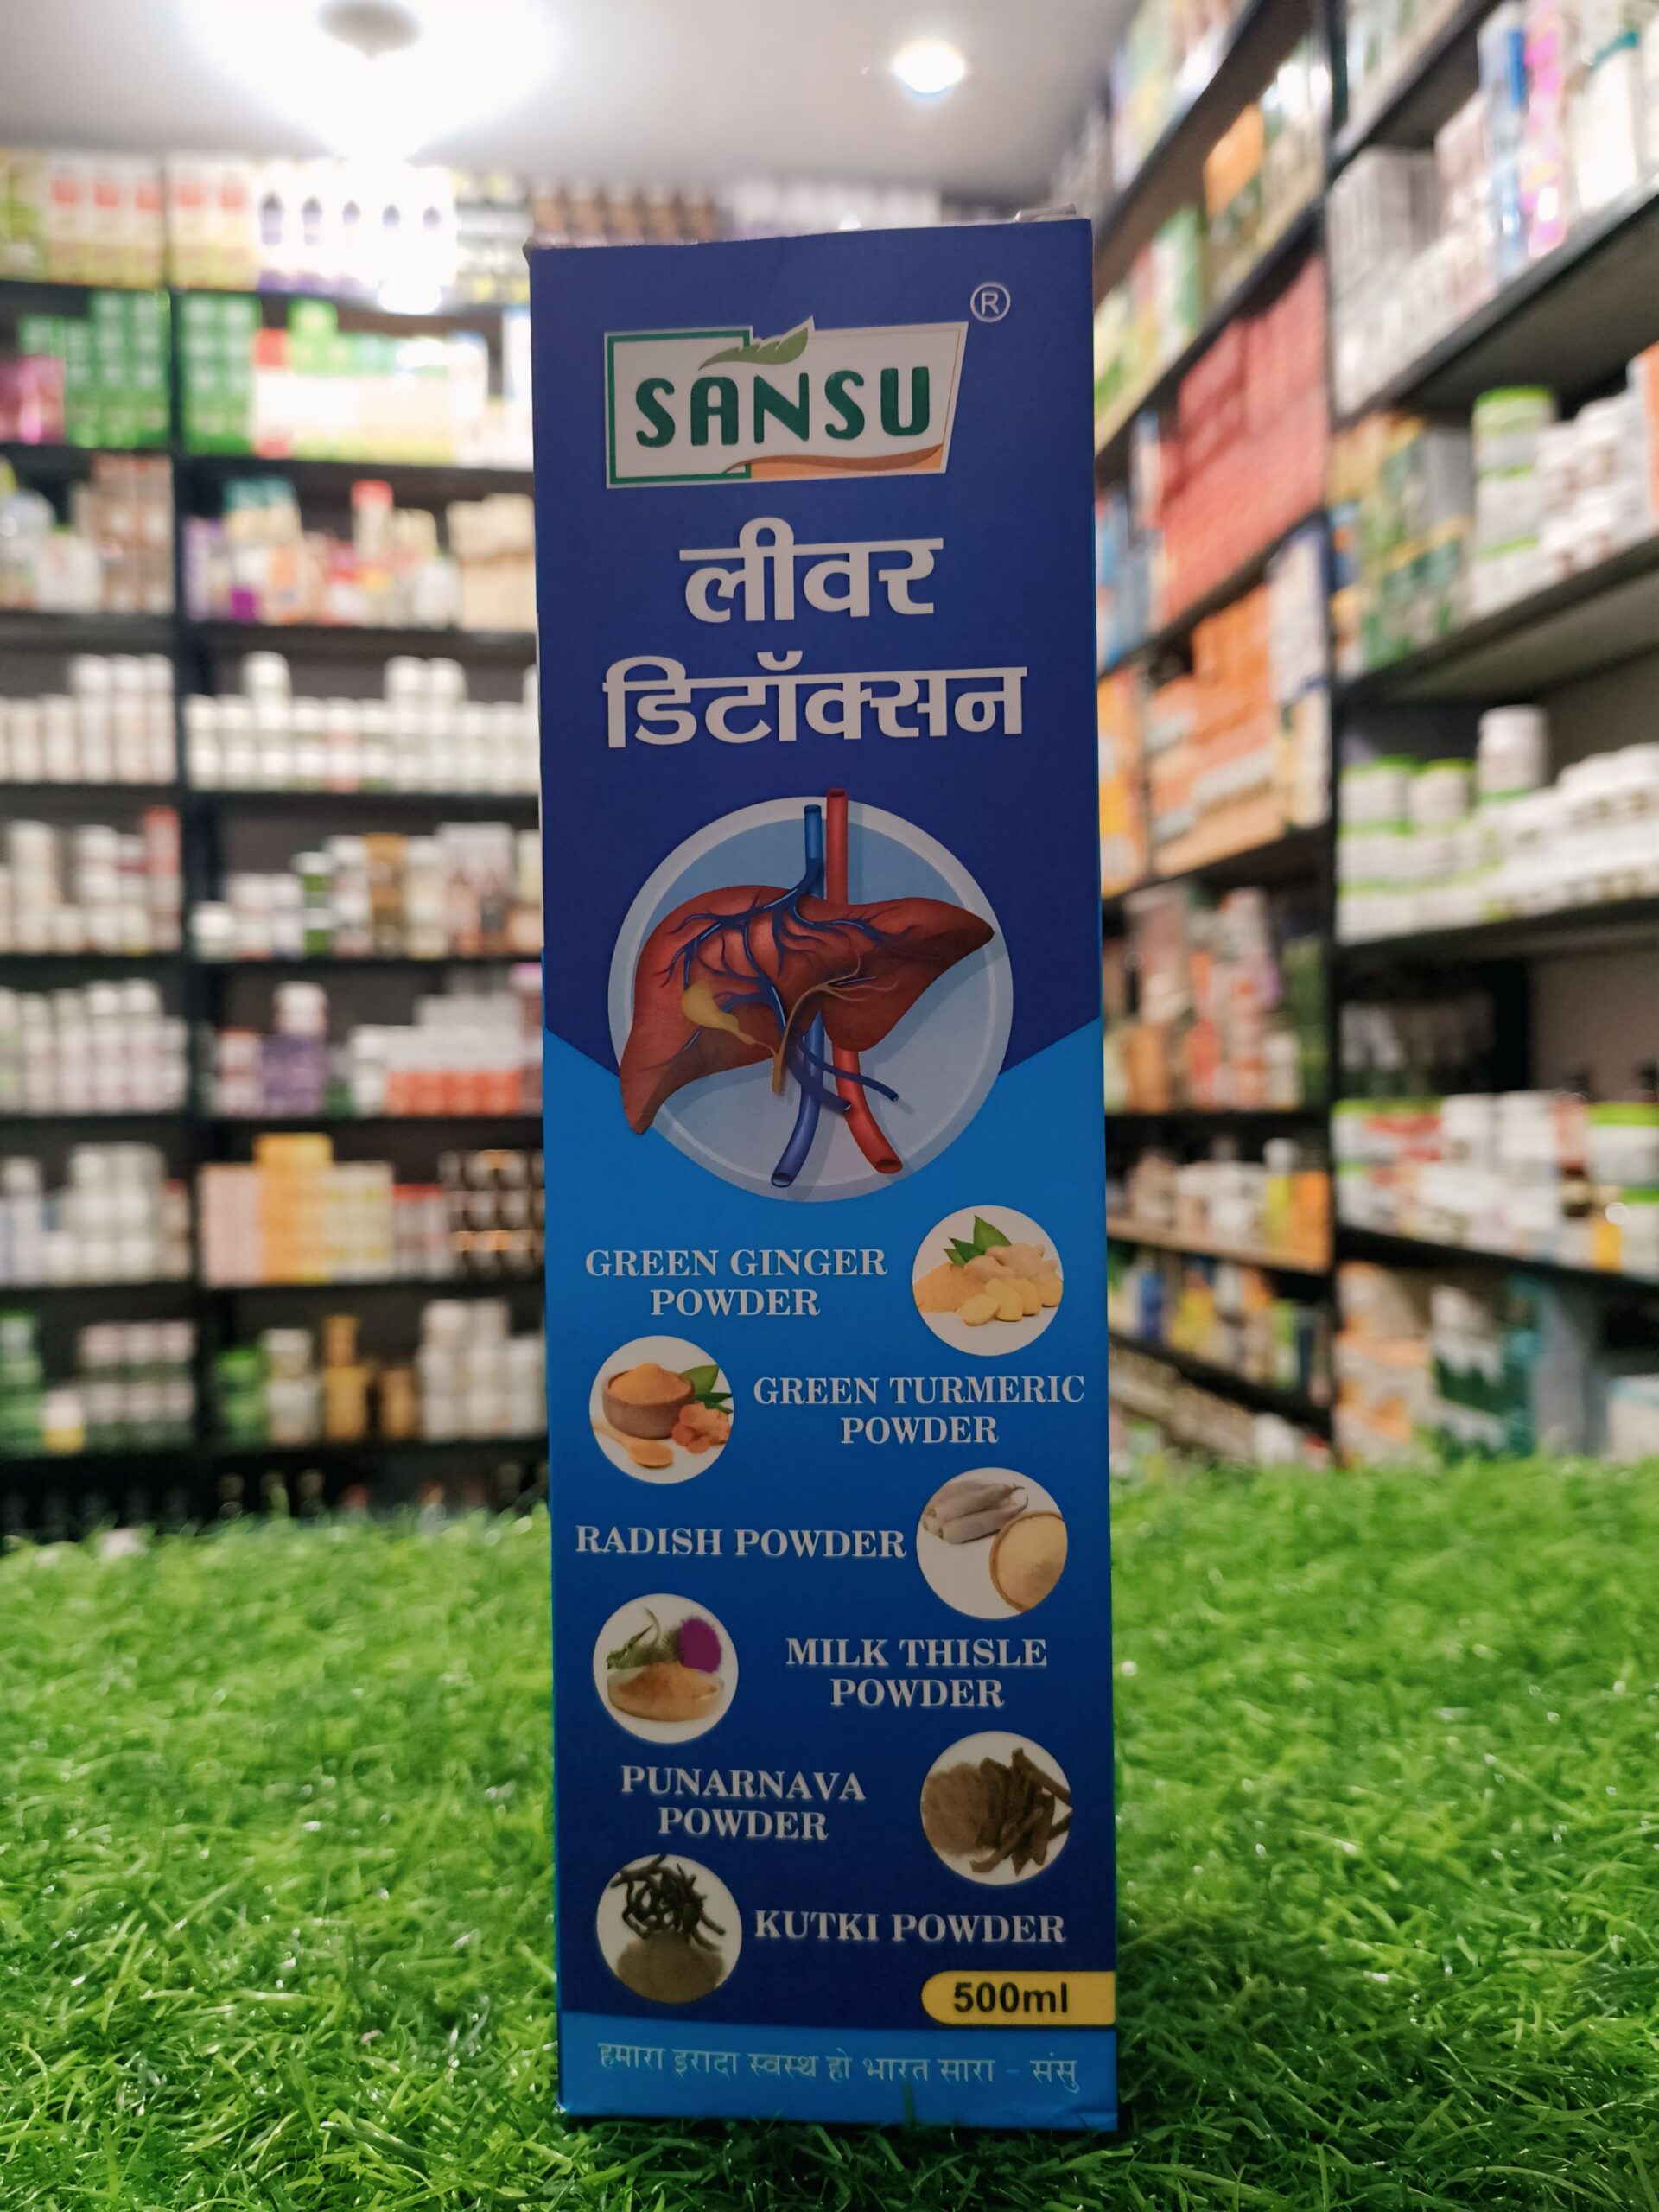 ®
SANSU
लीवर
डिटॉक्सन
GREEN GINGER
POWDER
GREEN TURMERIC
POWDER
RADISH POWDER
MILK THISLE
POWDER
PUNARNAVA
POWDER
KUTKI POWDER
500ml
हमारा इरादा स्वस्थ हो भारत सारा - संसु